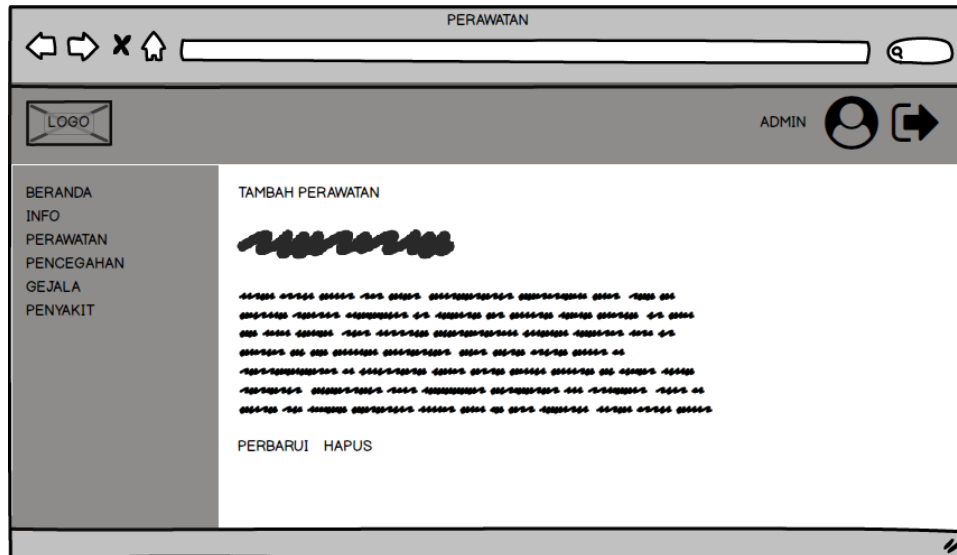 PERAWATAN
LOGO
ADMIN
BERANDA
INFO
PERAWATAN
PENCEGAHAN
GEJALA
PENYAKIT
TAMBAH PERAWATAN
PERBARUI HAPUS